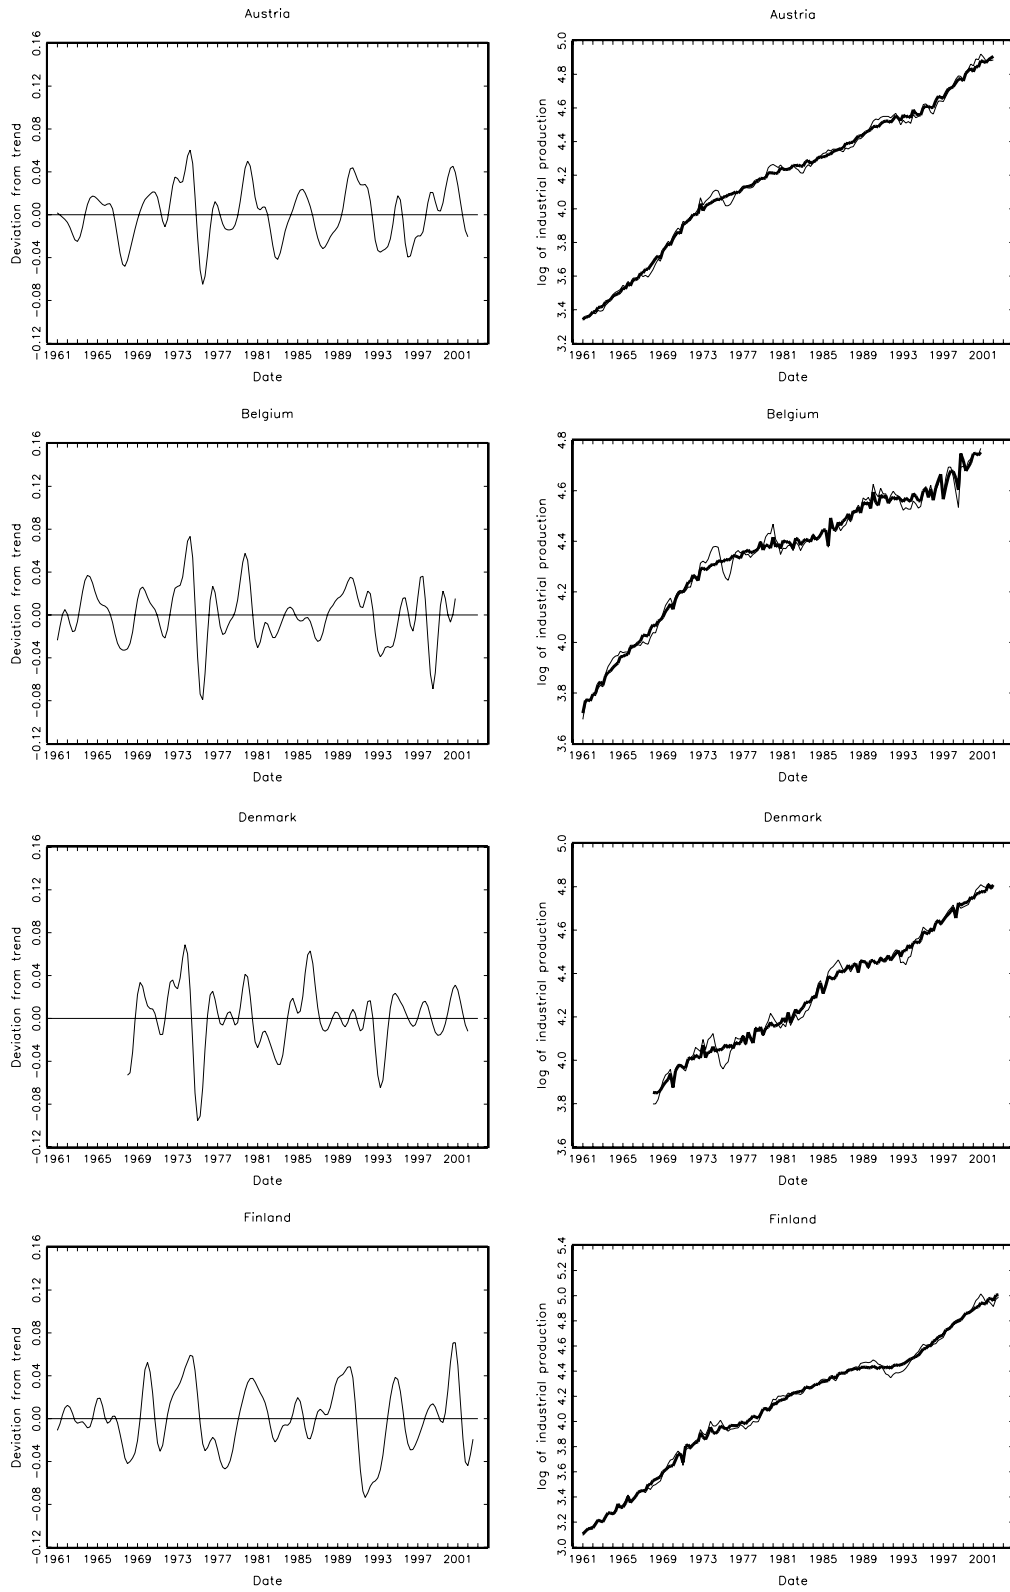 Austria
Deviation from trend
0.16
0.12
0.08
0.04
0.00
-0.04
-0.08
-0.12
1961 1965 1969 1973 1977 1981 1985 1989 1993 1997 2001
Date
Austria
log of industrial production
5.0
4.8
4.6
4.4
4.2
4.0
3.8
3.6
3.4
3.2
1961 1965 1969 1973 1977 1981 1985 1989 1993 1997 2001
Date
Belgium
Deviation from trend
0.16
0.12
0.08
0.04
0.00
-0.04
-0.08
-0.12
1961 1965 1969 1973 1977 1981 1985 1989 1993 1997 2001
Date
Belgium
log of industrial production
4.8
4.6
4.4
4.2
4.0
3.8
3.6
1961 1965 1969 1973 1977 1981 1985 1989 1993 1997 2001
Date
Denmark
Deviation from trend
0.16
0.12
0.08
0.04
0.00
-0.04
-0.08
-0.12
1961 1965 1969 1973 1977 1981 1985 1989 1993 1997 2001
Date
Denmark
log of industrial production
5.0
4.8
4.6
4.4
4.2
4.0
3.8
3.6
1961 1965 1969 1973 1977 1981 1985 1989 1993 1997 2001
Date
Finland
Deviation from trend
0.16
0.12
0.08
0.04
0.00
-0.04
-0.08
-0.12
1961 1965 1969 1973 1977 1981 1985 1989 1993 1997 2001
Date
Finland
log of industrial production
5.4
5.2
5.0
4.8
4.6
4.4
4.2
4.0
3.8
3.6
3.4
3.2
3.0
1961 1965 1969 1973 1977 1981 1985 1989 1993 1997 2001
Date